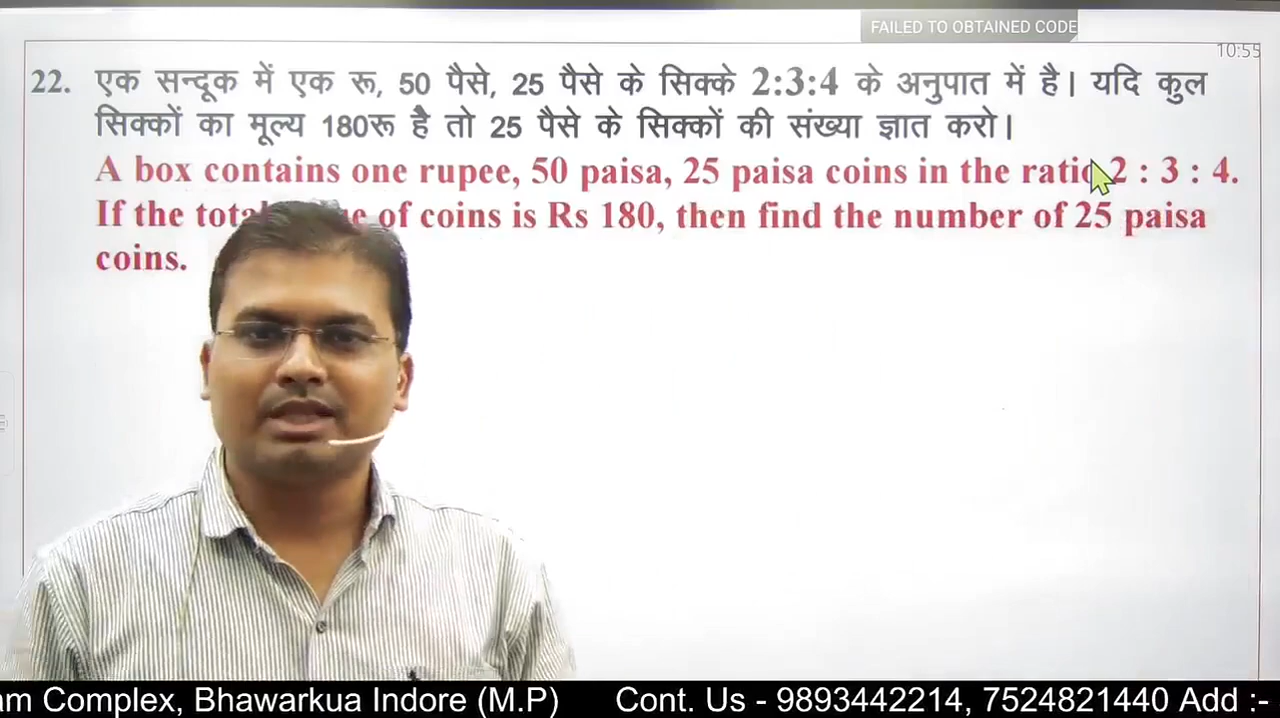 FAILED TO OBTAINED CODE
10:55
22. एक सन्दूक में एक रू, 50 पैसे, 25 पैसे के सिक्के 2:3:4 के अनुपात में है। यदि कुल
सिक्कों का मूल्य 180रू है तो 25 पैसे के सिक्कों की संख्या ज्ञात करो।
A box contains one rupee, 50 paisa, 25 paisa coins in the ratio 2 : 3 : 4.
If the of coins is Rs 180, then find the number of 25 paisa
coins.
Complex, Bhawarkua Indore (M.P) Cont. Us - 9893442214, 7524821440 Add :-